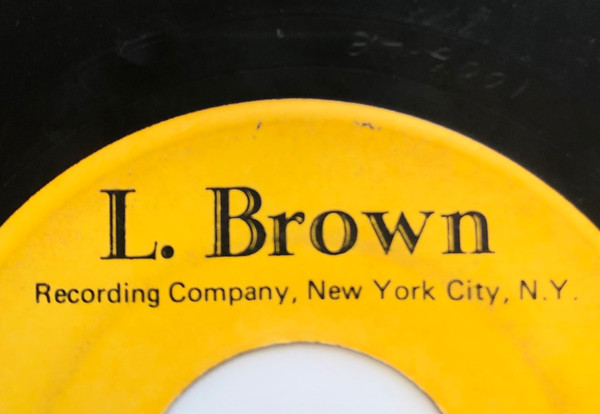 L. Brown
Recording Company, New York City, N.Y.